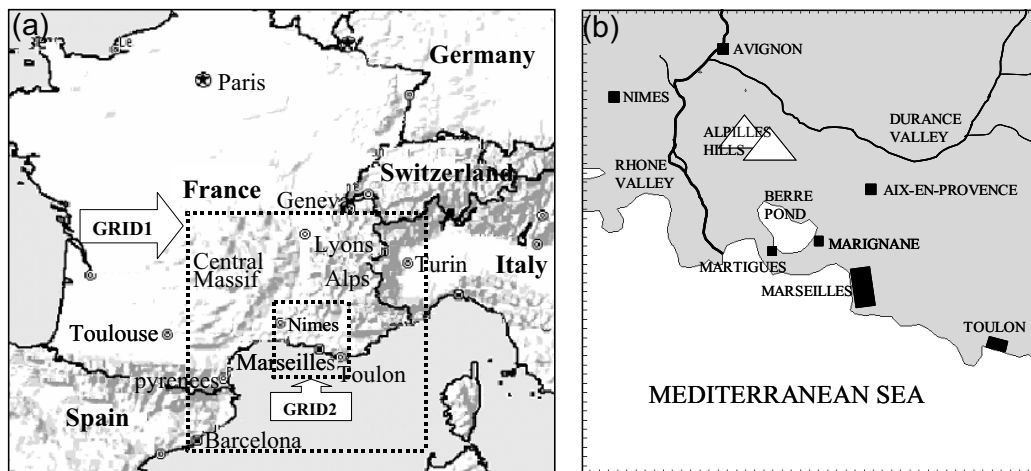 (a)
Le
Germany
Paris
Switzerland
France
Geneva
GRID1
Lyons
Central
Massif
Alps
Turin
Italy
Nimes
Toulouse
Marseilles
Toulon
pyrenees
GRID2
Spain
Barcelona
(b)
AVIGNON
NIMES
ALPILLES
HILLS
DURANCE
VALLEY
RHONE
VALLEY
AIX-EN-PROVENCE
BERRE
POND
MARIGNANE
MARTIGUES
MARSEILLES
TOULON
MEDITERRANEAN SEA